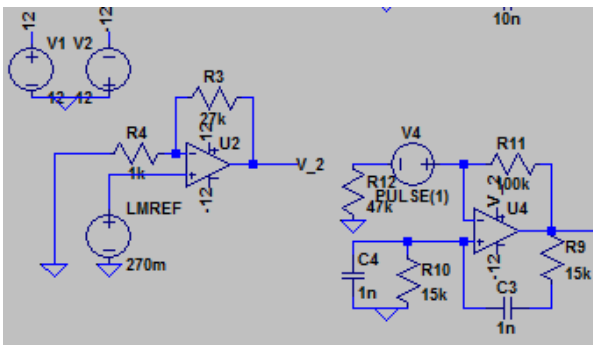 12
-12
10n
V1
V2
12
12
R3
27k
12
U2
R4
1k
-12
V_2
LMREF
270m
V4
R11
100k
R12
47k
PULSE(1)
V_2
U4
-12
C4
1n
R10
15k
R9
15k
C3
1n